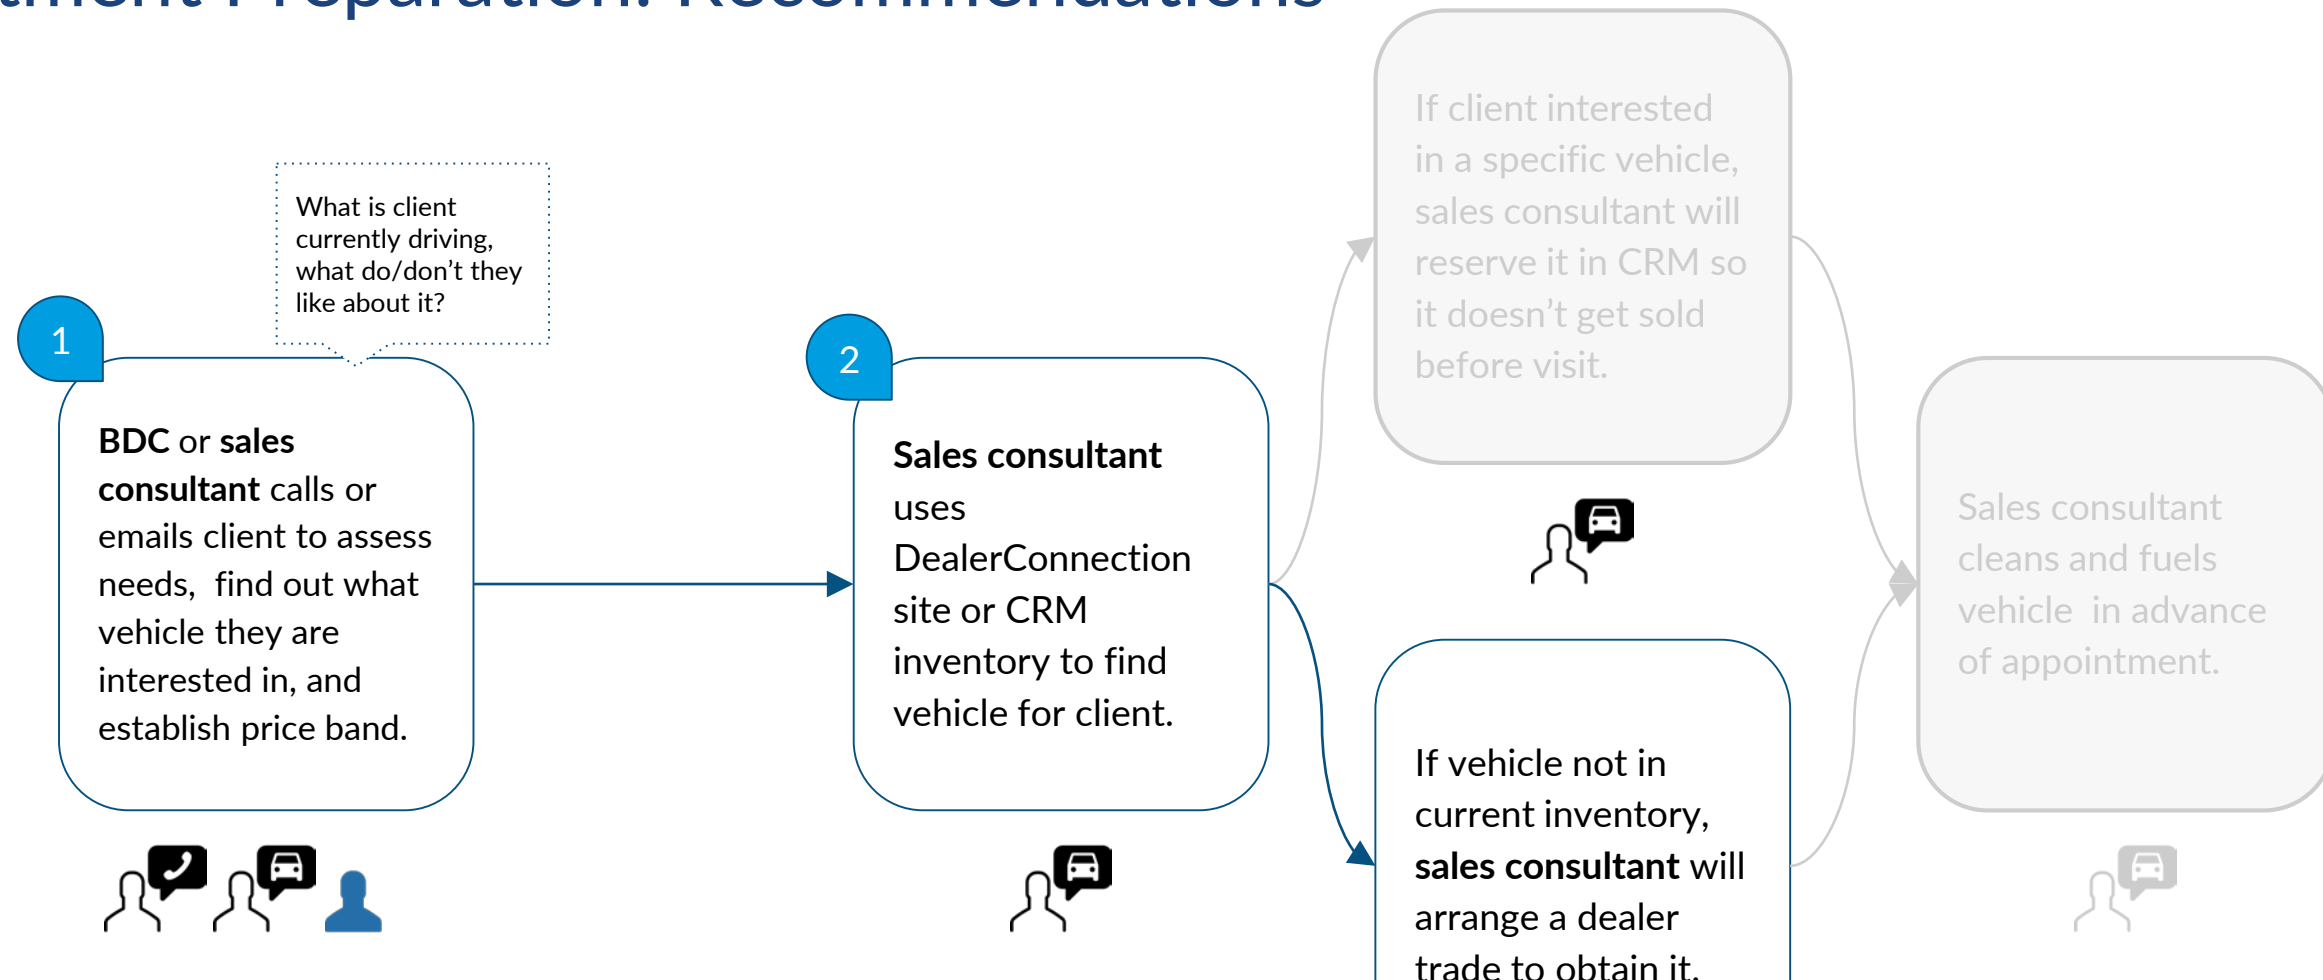 tment Preparation: Recommendations
What is client
currently driving,
what do/don't they
like about it?
1
BDC or sales
consultant calls or
emails client to assess
needs,  find out what
vehicle they are
interested in, and
establish price band.
2
Sales consultant
uses
DealerConnection
site or CRM
inventory to find
vehicle for client.
If client interested
in a specific vehicle,
sales consultant will
reserve it in CRM so
it doesn't get sold
before visit.
If vehicle not in
current inventory,
sales consultant will
arrange a dealer
trade to obtain it.
Sales consultant
cleans and fuels
vehicle  in advance
of appointment.